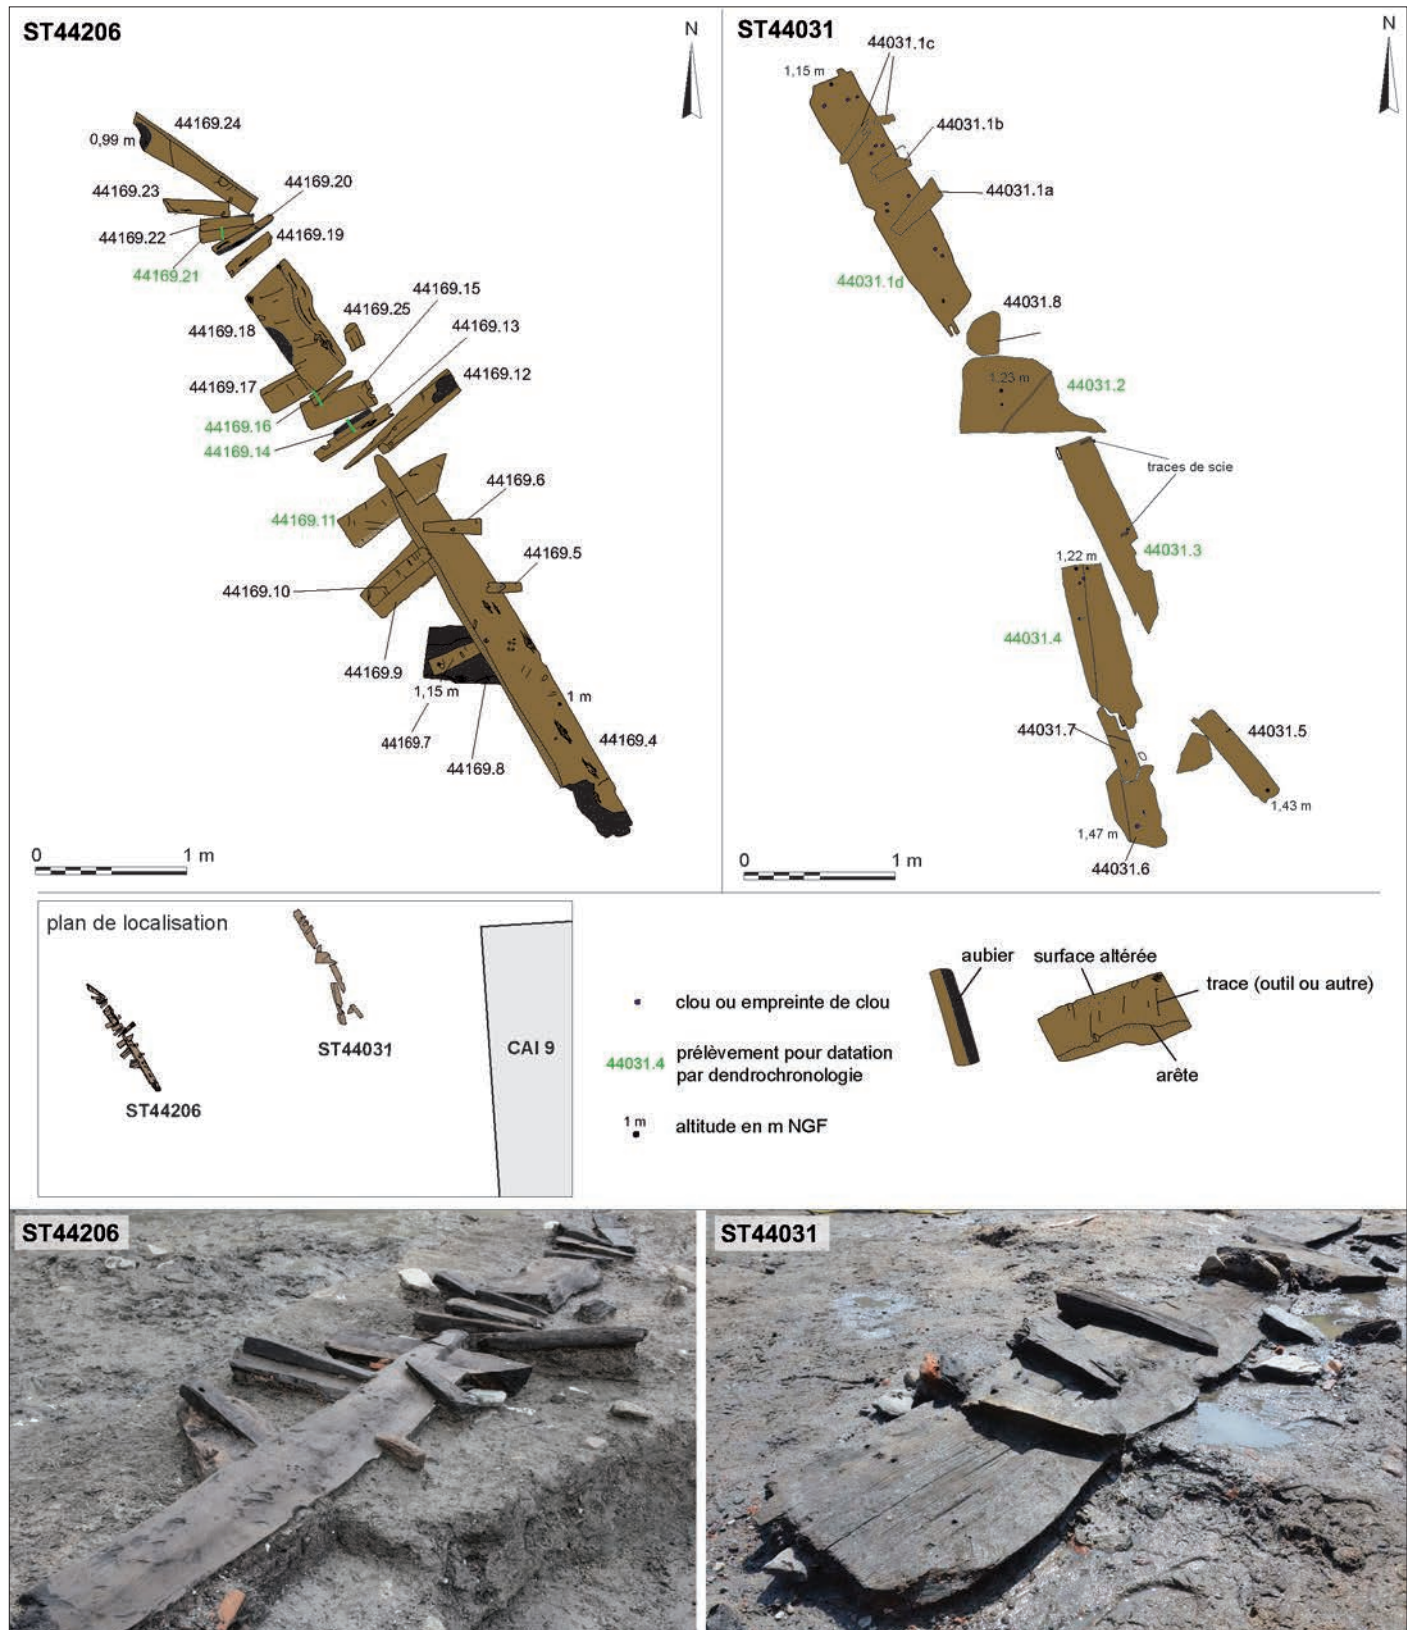 ST44206
N
44169.24
0,99 m
44169.20
44169.23
44169.22
44169.19
44169.21
44169.15
44169.25
44169.13
44169.18
44169.12
44169.17
44169.16
44169.14
44169.6
44169.11
44169.5
44169.10
44169.9
1,15 m
1 m
44169.7
44169.4
44169.8
0 1 m
ST44031
N
44031.1c
1,15 m
44031.1b
44031.1a
44031.1d
44031.8
1,23 m
44031.2
traces de scie
44031.3
1,22 m
44031.4
44031.7
44031.5
1,43 m
1,47 m
44031.6
0 1 m
plan de localisation
ST44206
ST44031
CAI 9
clou ou empreinte de clou
44031.4 prélèvement pour datation
par dendrochronologie
1 m
altitude en m NGF
aubier
surface altérée
trace (outil ou autre)
arête
ST44206
ST44031